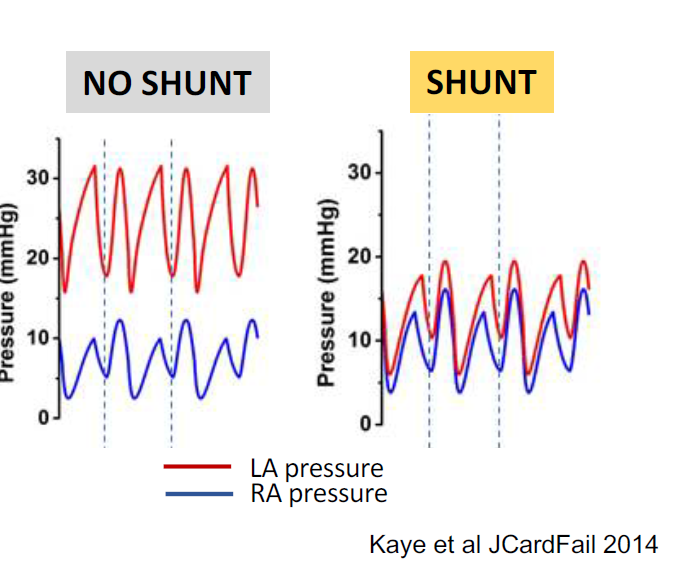 NO SHUNT
SHUNT
Pressure (mmHg)
30
20
10
0
Pressure (mmHg)
30
20
10
0
LA pressure
RA pressure
Kaye et al JCardFail 2014